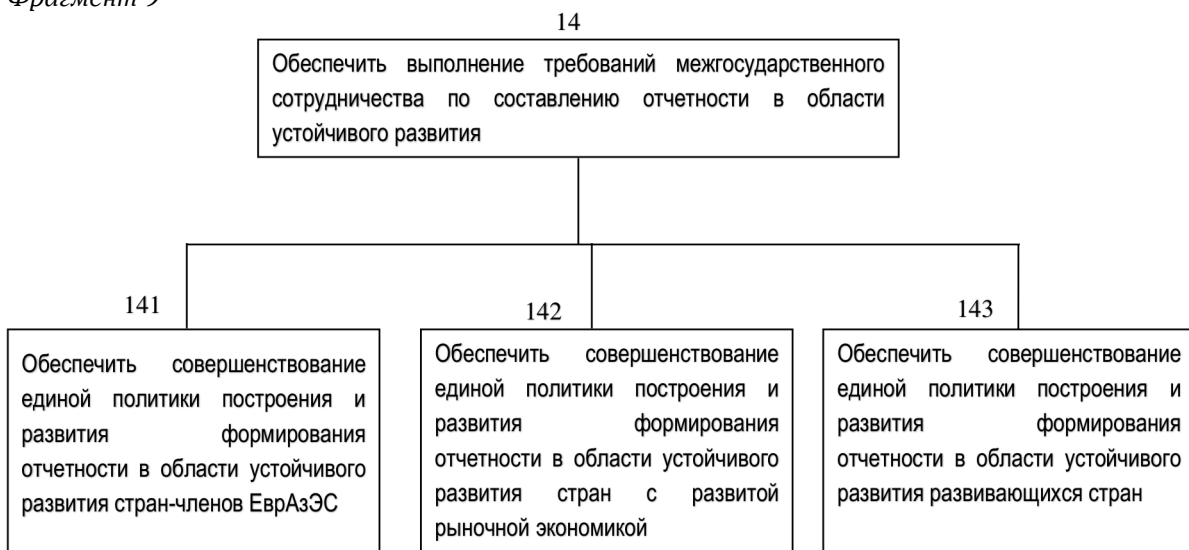 Фрагмент 9
14
Обеспечить выполнение требований межгосударственного
сотрудничества по составлению отчетности в области
устойчивого развития
141
142
143
Обеспечить совершенствование
единой политики построения и
развития формирования
отчетности в области устойчивого
развития стран-членов ЕврАзЭС
Обеспечить совершенствование
единой политики построения и
развития формирования
отчетности в области устойчивого
развития стран с развитой
рыночной экономикой
Обеспечить совершенствование
единой политики построения и
развития формирования
отчетности в области устойчивого
развития развивающихся стран